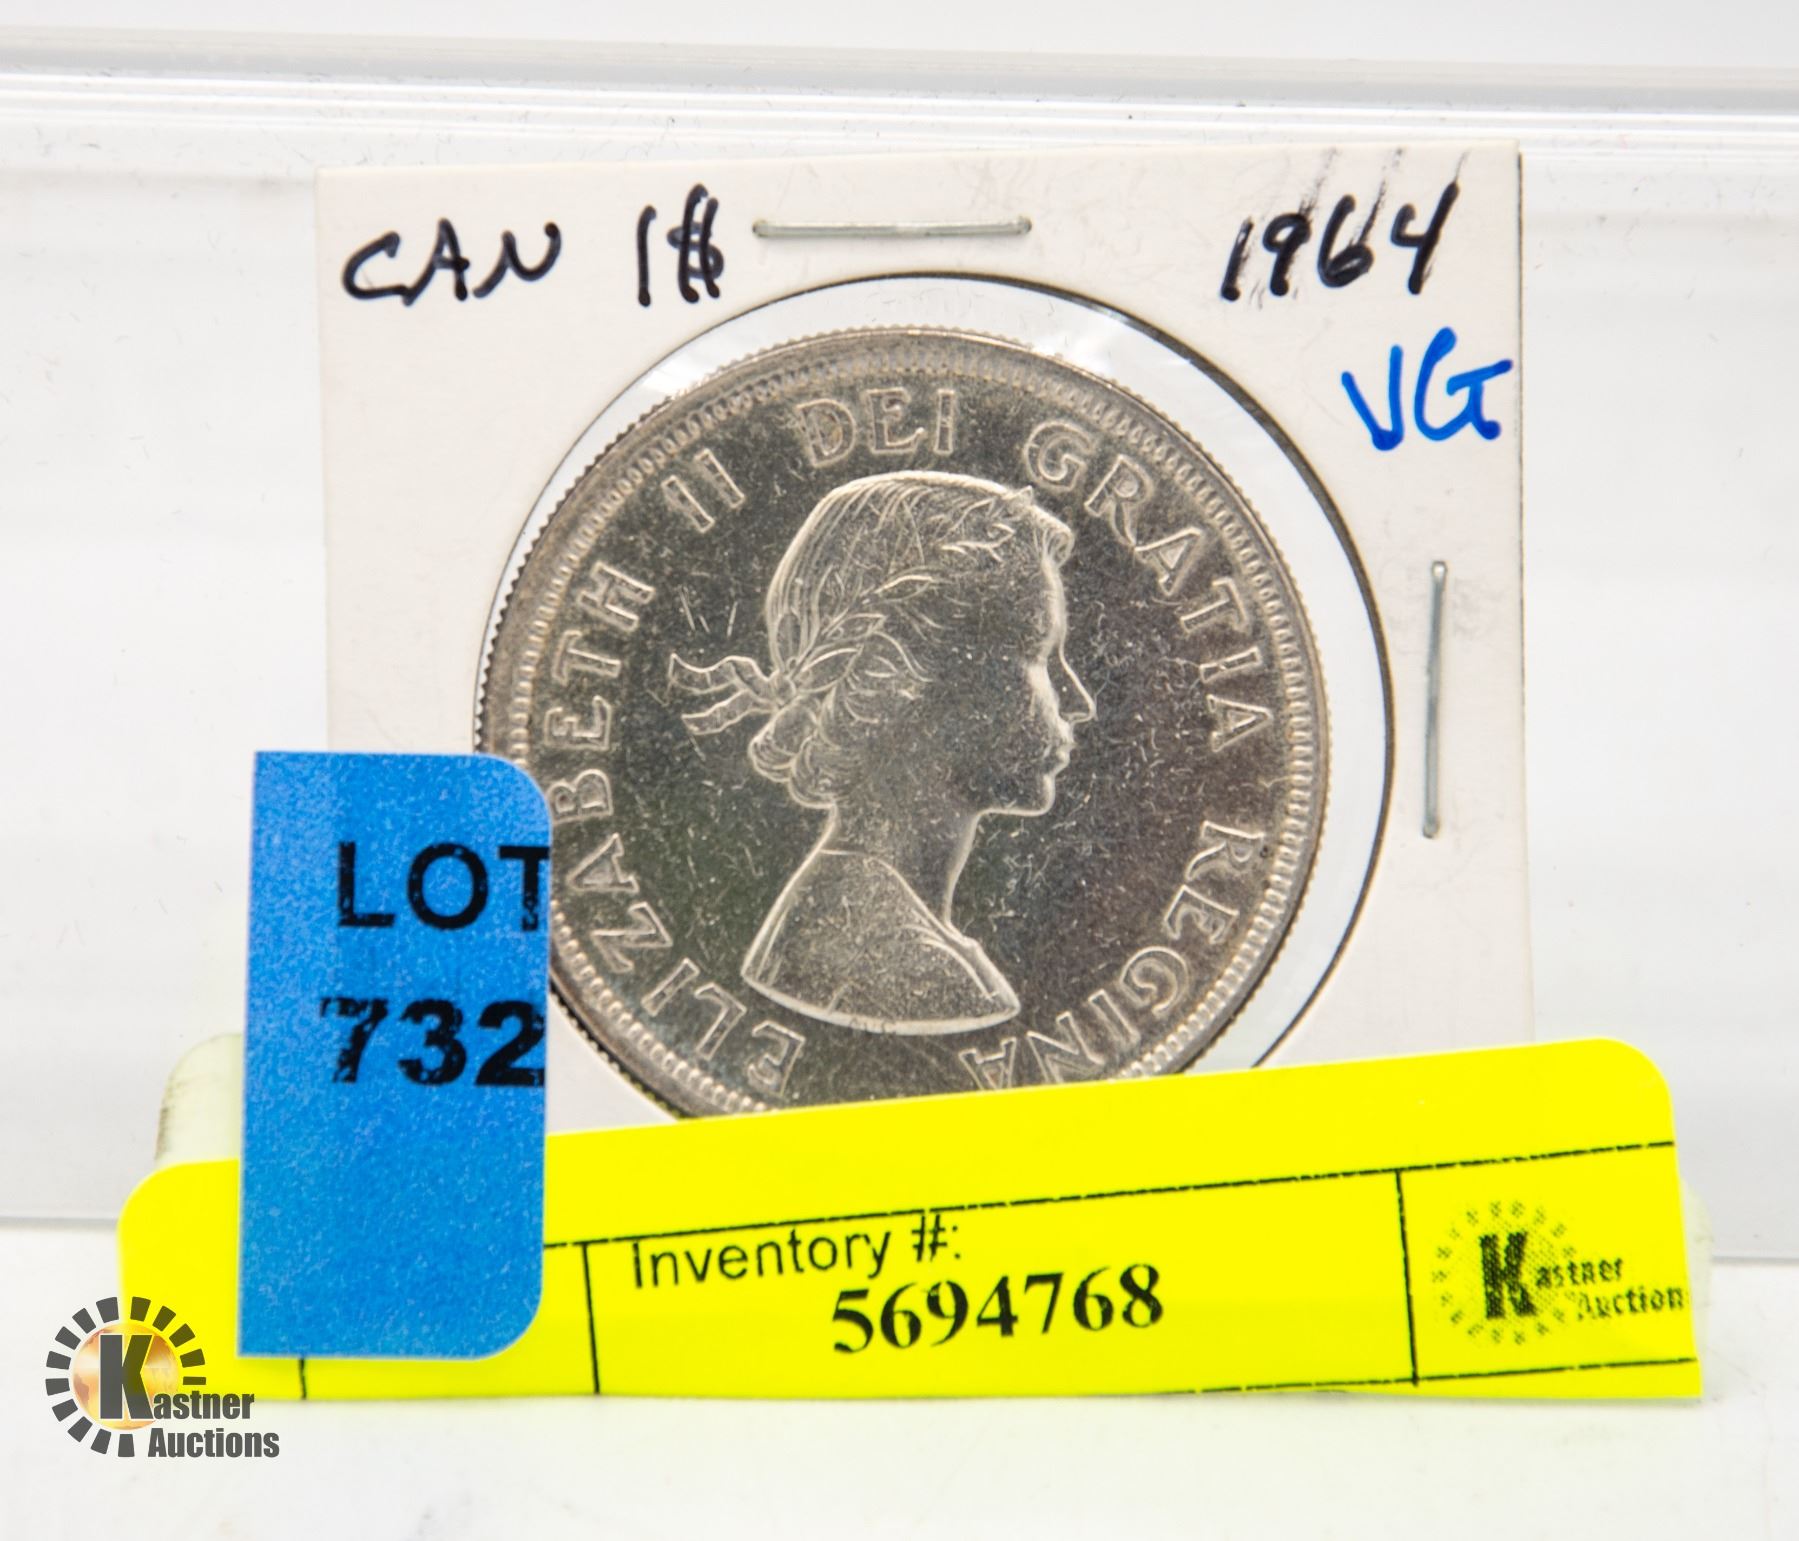 CAN 1$
1964
VG
ELIZABETH II DEI GRATIA REGINA
LOT
732
Inventory #:
5694768
Kastner
Auction
Kastner
Auctions